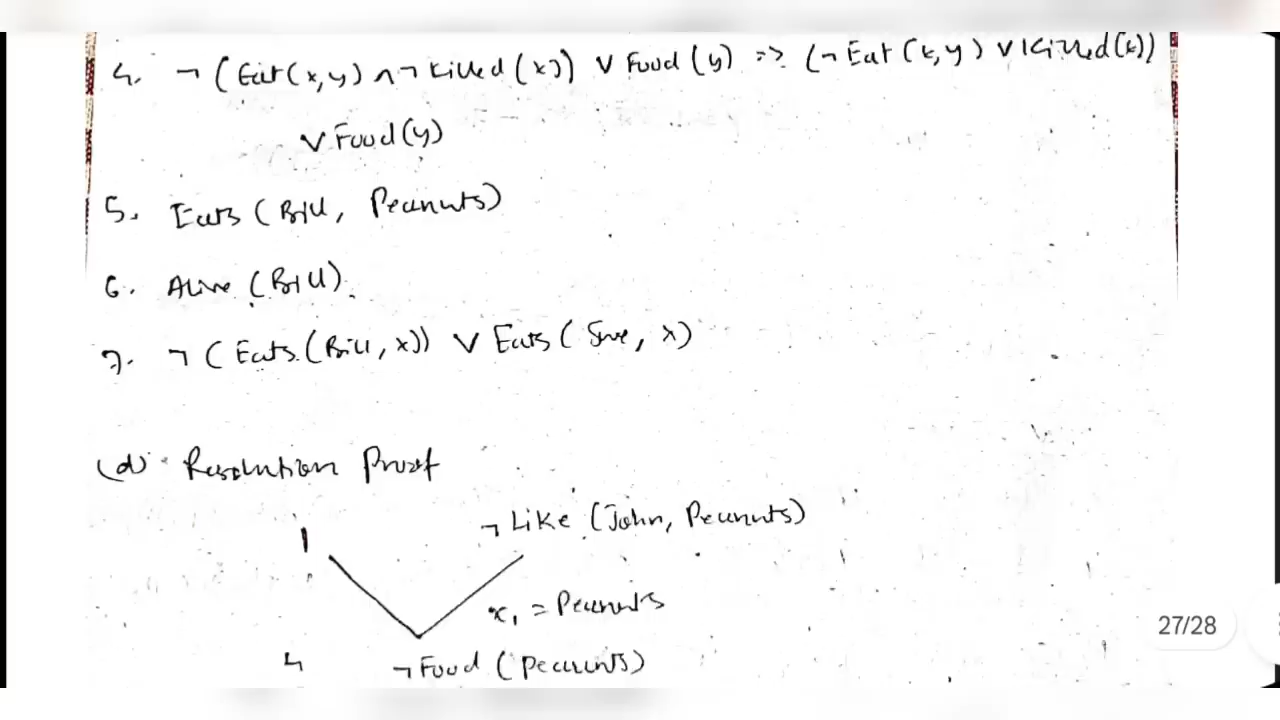 4. ¬ (Eat (x, y) ∧ ¬ killed (x)) ∨ Food (y) => (¬ Eat (x, y) ∨ killed (x))
∨ Food (y)
5. Eats (Bill, Peanuts)
6. Alive (Bill).
7. ¬ (Eats (Bill, x)) ∨ Eats (Sue, x)
(d) Resolution Proof
1 ¬ Like (John, Peanuts)
x₁ = Peanuts
27/28
4 ¬ Food (Peanuts)